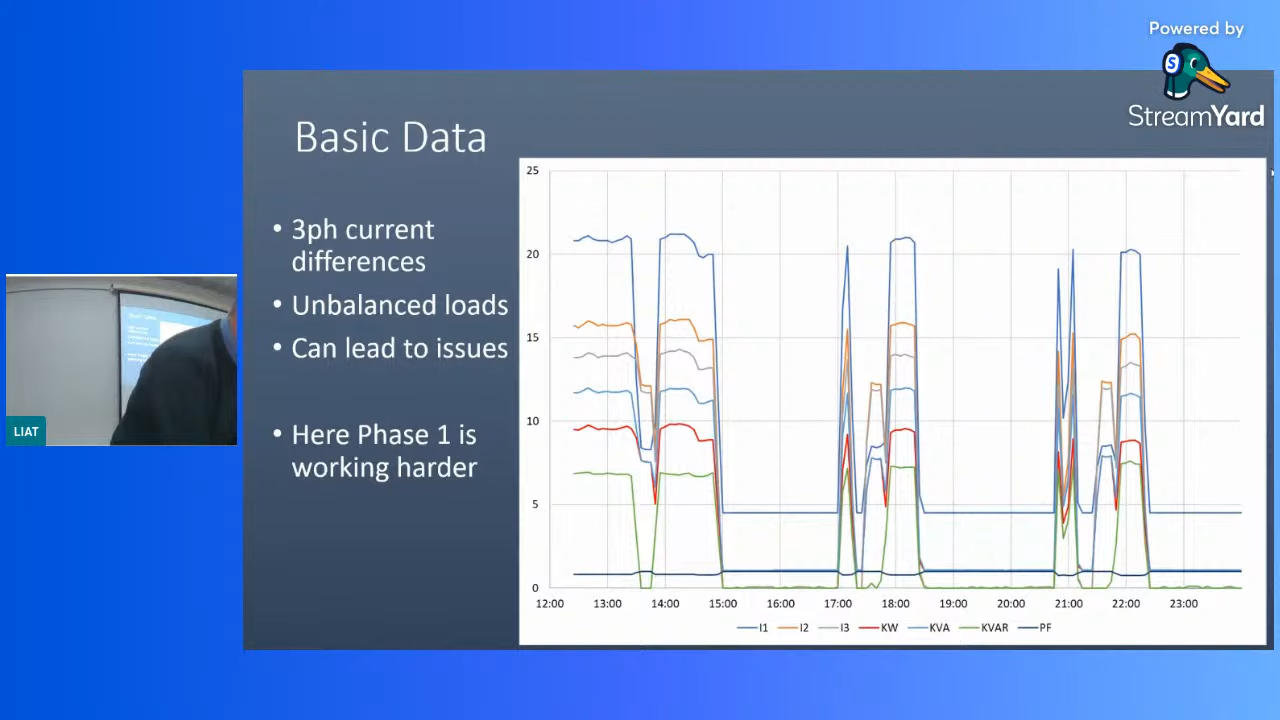 Powered by
StreamYard
Basic Data
• 3ph current
differences
• Unbalanced loads
• Can lead to issues
• Here Phase 1 is
working harder
25
20
15
10
5
0
12:00 13:00 14:00 15:00 16:00 17:00 18:00 19:00 20:00 21:00 22:00 23:00
I1 I2 I3 KW KVA KVAR PF
LIAT